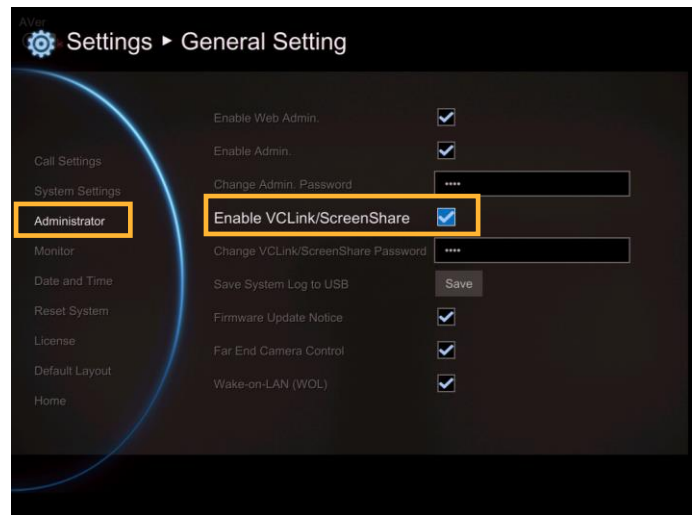 AVer
Settings ► General Setting
Enable Web Admin.
Enable Admin.
Call Settings
Change Admin. Password ••••
System Settings
Administrator
Enable VCLink/ScreenShare
Monitor
Change VCLink/ScreenShare Password ••••
Date and Time
Save System Log to USB Save
Reset System
Firmware Update Notice
License
Far End Camera Control
Default Layout
Wake-on-LAN (WOL)
Home